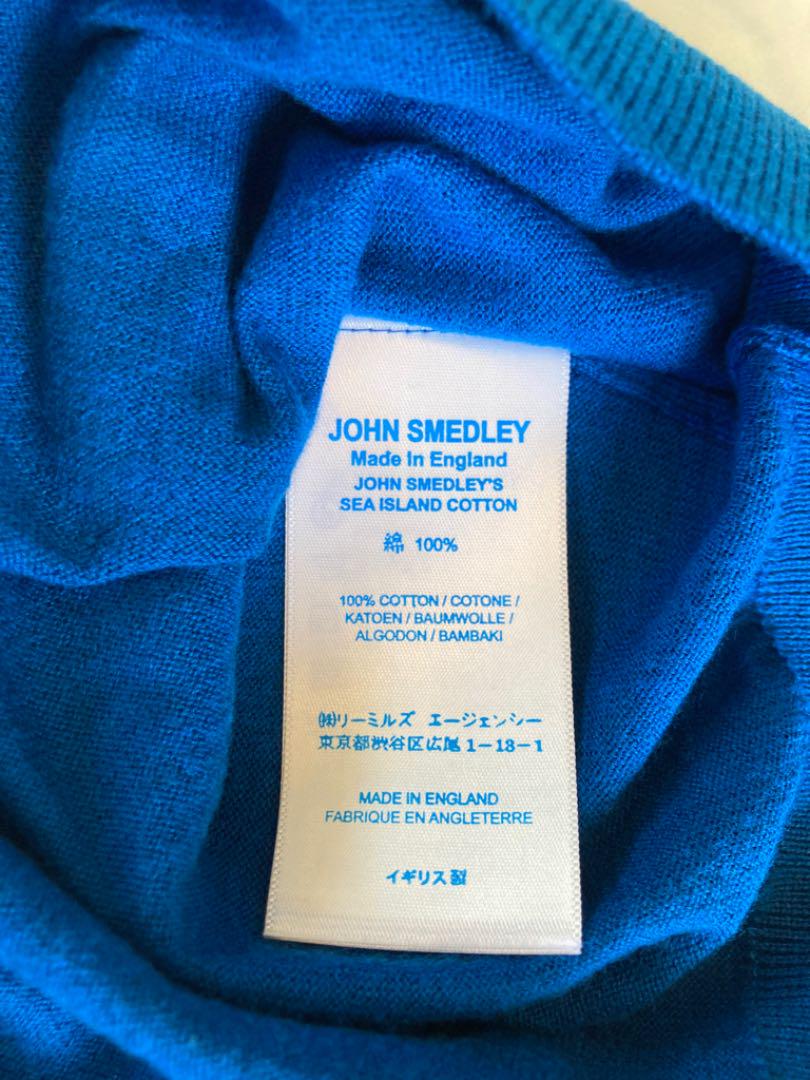 JOHN SMEDLEY
Made in England
JOHN SMEDLEY'S
SEA ISLAND COTTON
綿 100%
100% COTTON / COTONE /
KATOEN / BAUMWOLLE /
ALGODON / BAMBAKI
㈱リーミルズ エージェンシー
東京都渋谷区広尾1-18-1
MADE IN ENGLAND
FABRIQUE EN ANGLETERRE
イギリス製